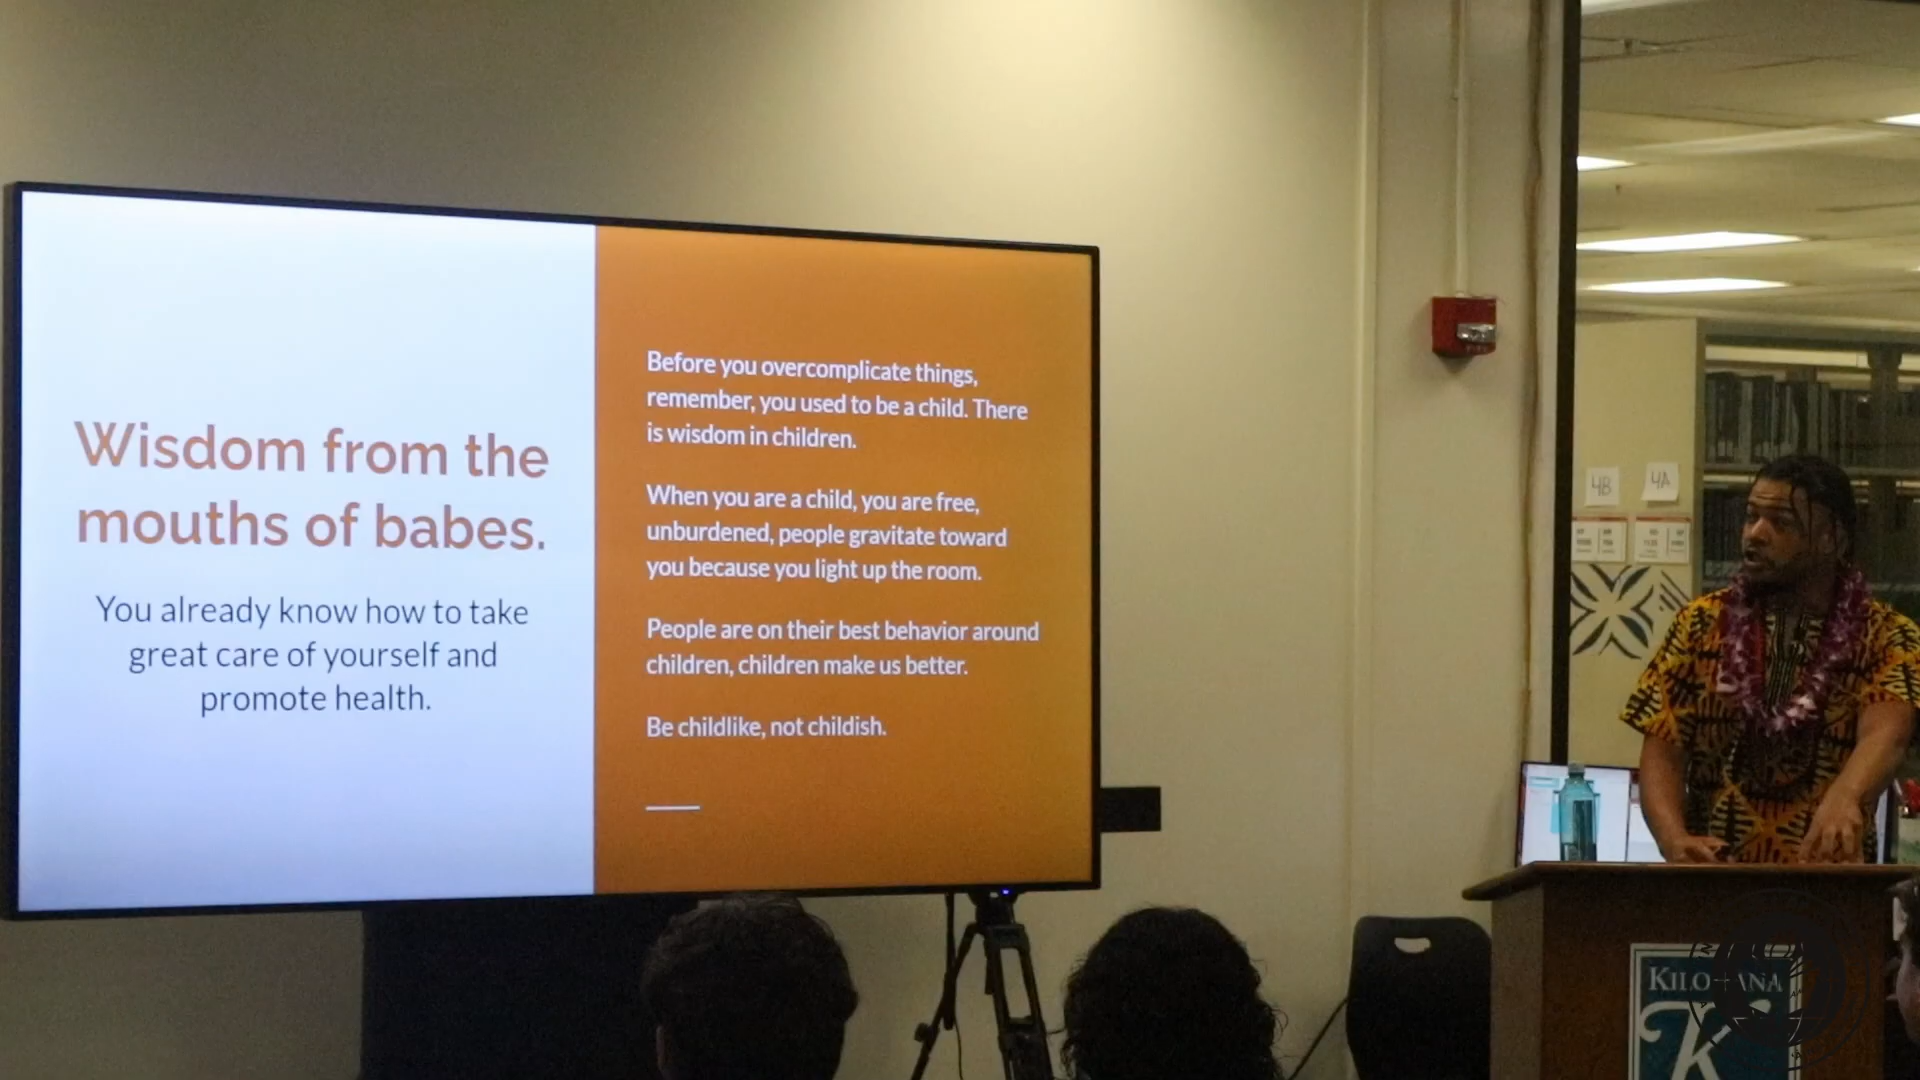 Wisdom from the
mouths of babes.
You already know how to take
great care of yourself and
promote health.
Before you overcomplicate things,
remember, you used to be a child. There
is wisdom in children.
When you are a child, you are free,
unburdened, people gravitate toward
you because you light up the room.
People are on their best behavior around
children, children make us better.
Be childlike, not childish.
4B
4A
K